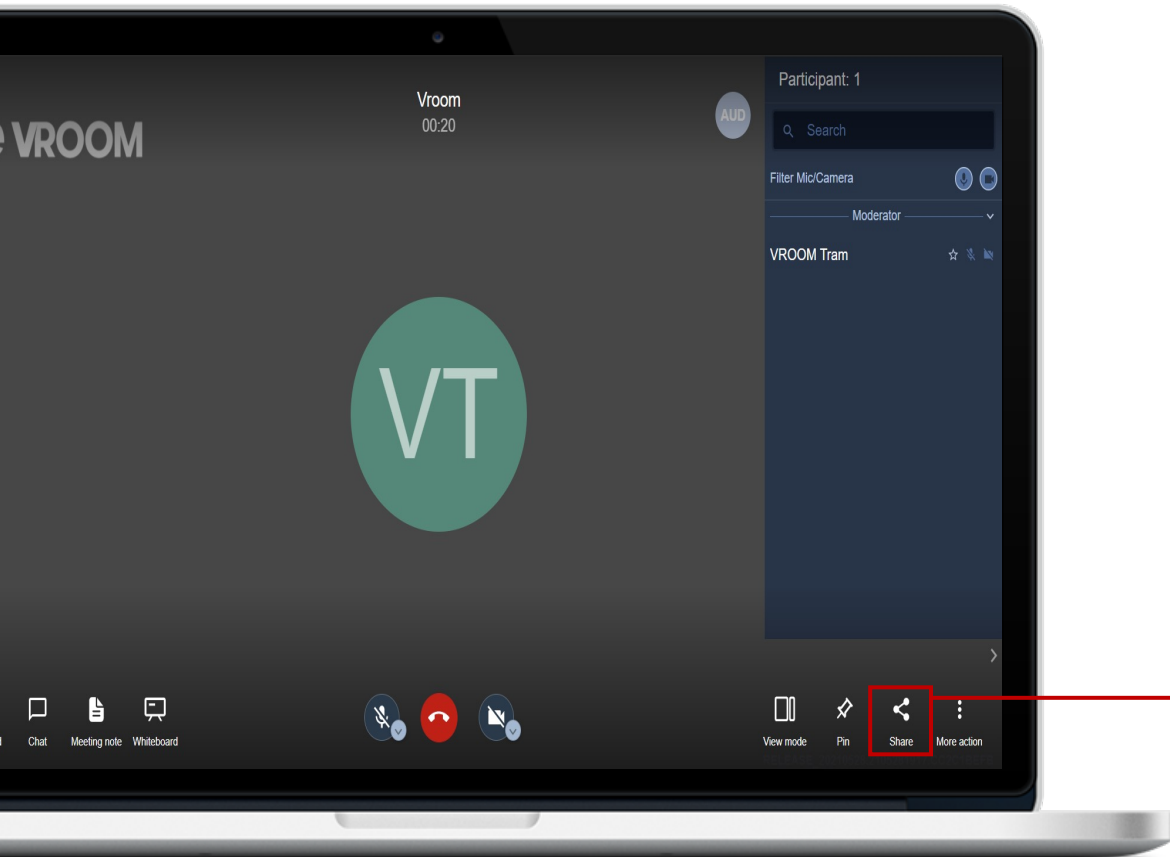 VROOM
Vroom
00:20
AUD
Participant: 1
Search
Filter Mic/Camera
Moderator
VROOM Tram
VT
Chat
Meeting note
Whiteboard
View mode
Pin
Share
More action